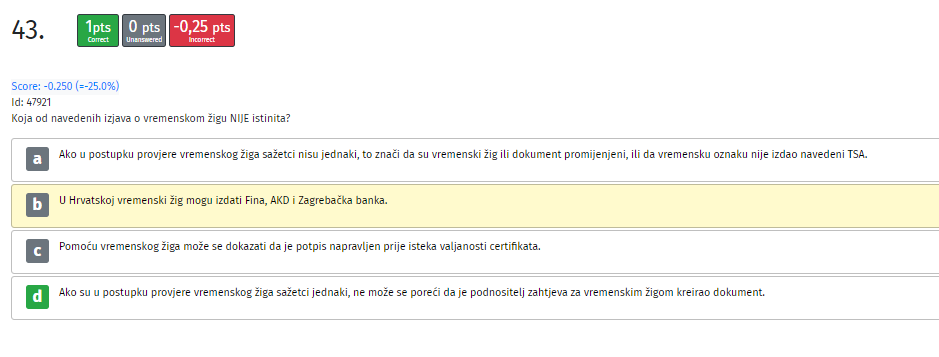 43.
1pts Correct 0 pts Unanswered -0,25 pts Incorrect
Score: -0.250 (=-25.0%)
Id: 47921
Koja od navedenih izjava o vremenskom žigu NIJE istinita?
a Ako u postupku provjere vremenskog žiga sažetci nisu jednaki, to znači da su vremenski žig ili dokument promijenjeni, ili da vremensku oznaku nije izdao navedeni TSA.
b U Hrvatskoj vremenski žig mogu izdati Fina, AKD i Zagrebačka banka.
c Pomoću vremenskog žiga može se dokazati da je potpis napravljen prije isteka valjanosti certifikata.
d Ako su u postupku provjere vremenskog žiga sažetci jednaki, ne može se poreći da je podnositelj zahtjeva za vremenskim žigom kreirao dokument.